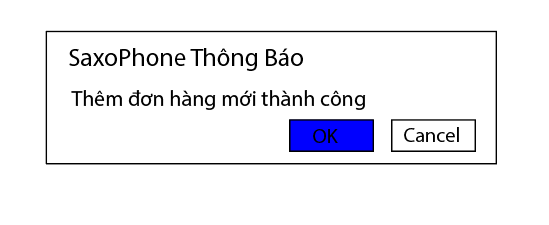 SaxoPhone Thông Báo
Thêm đơn hàng mới thành công
OK Cancel